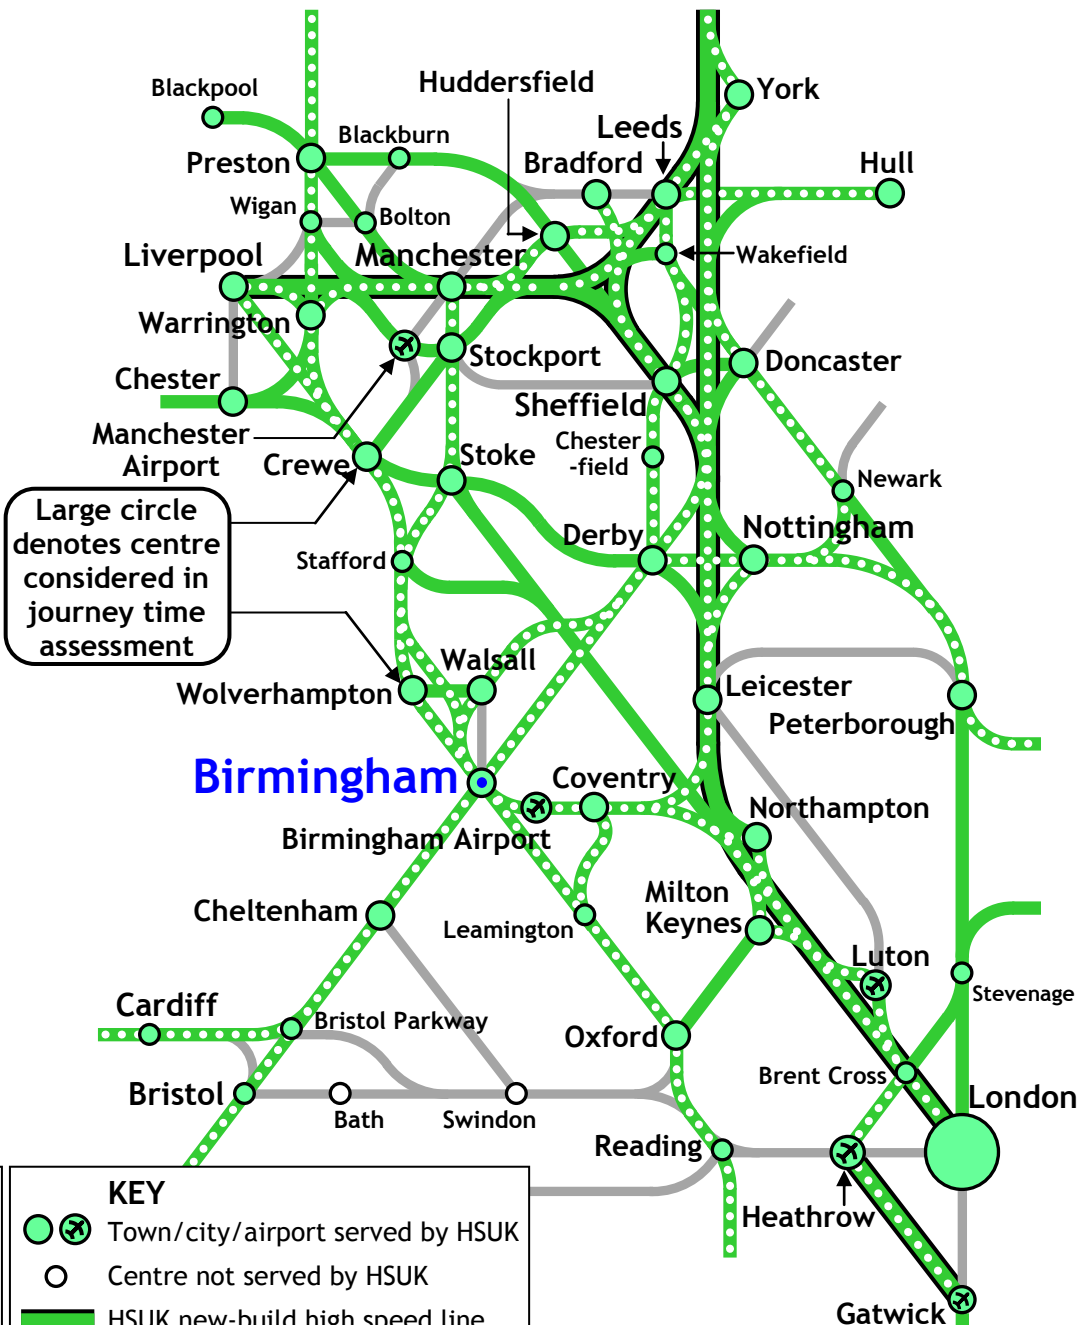 Huddersfield
York
Blackpool
Leeds
Blackburn
Bradford
Hull
Preston
Wigan
Bolton
Liverpool
Manchester
Wakefield
Warrington
Stockport
Doncaster
Chester
Sheffield
Manchester
Airport
Chester
-field
Crewe
Stoke
Newark
Large circle
denotes centre
considered in
journey time
assessment
Derby
Nottingham
Stafford
Walsall
Wolverhampton
Leicester
Peterborough
Birmingham
Coventry
Northampton
Birmingham Airport
Milton
Keynes
Cheltenham
Leamington
Luton
Cardiff
Bristol Parkway
Stevenage
Oxford
Brent Cross
Bristol
Bath
Swindon
London
Reading
Heathrow
Gatwick
KEY
Town/city/airport served by HSUK
Centre not served by HSUK
HSUK new-build high speed line